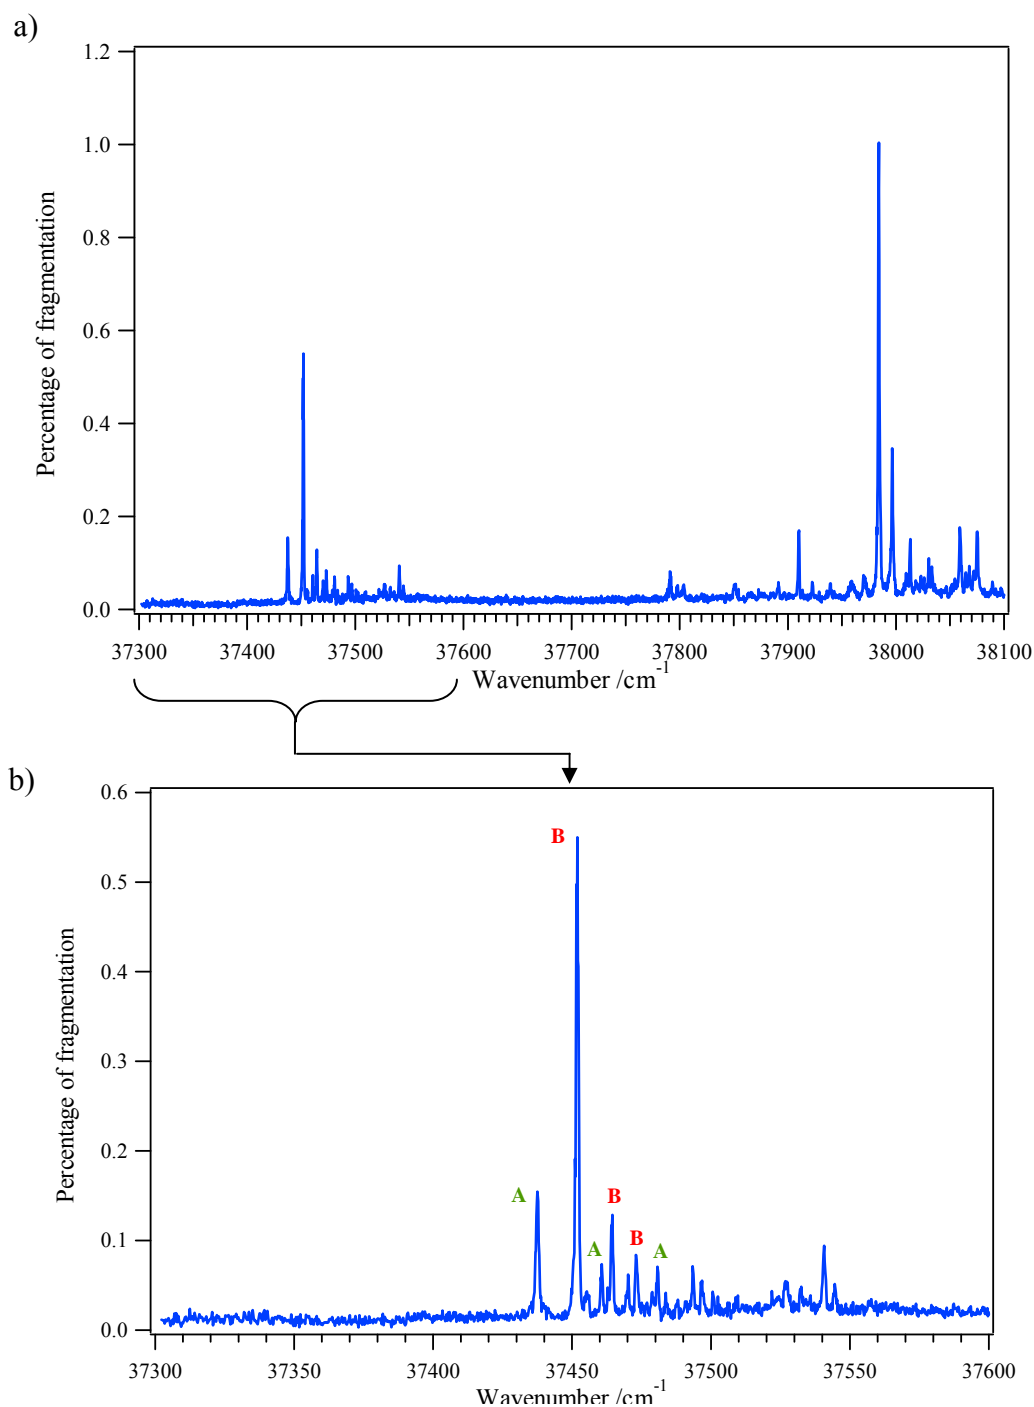 a)
1.2
1.0
0.8
0.6
0.4
0.2
0.0
Percentage of fragmentation
37300 37400 37500 37600 37700 37800 37900 38000 38100
Wavenumber /cm-1
b)
0.6
0.5
0.4
0.3
0.2
0.1
0.0
Percentage of fragmentation
B
A
B
A
B
A
37300 37350 37400 37450 37500 37550 37600
Wavenumber /cm-1